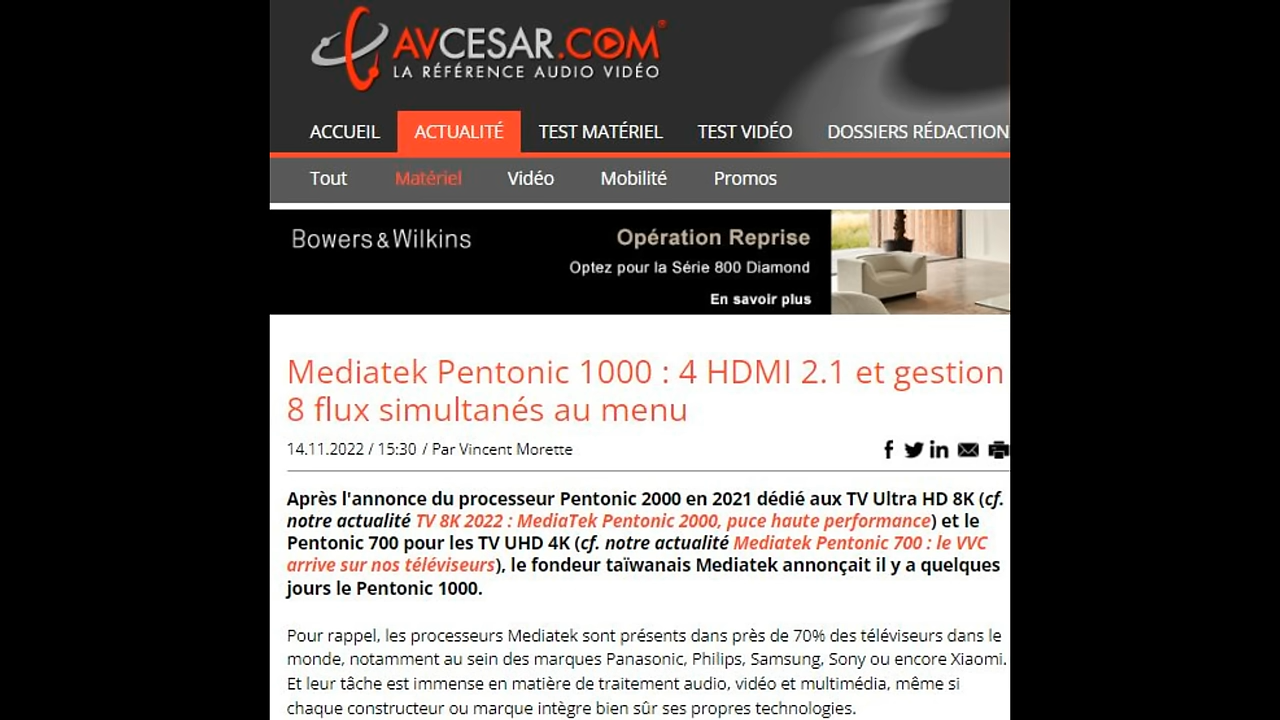 AVCESAR.COM
LA RÉFÉRENCE AUDIO VIDÉO
ACCUEIL ACTUALITÉ TEST MATÉRIEL TEST VIDÉO DOSSIERS RÉDACTION
Tout Matériel Vidéo Mobilité Promos
Bowers & Wilkins
Opération Reprise
Optez pour la Série 800 Diamond
En savoir plus
Mediatek Pentonic 1000 : 4 HDMI 2.1 et gestion
8 flux simultanés au menu
14.11.2022 / 15:30 / Par Vincent Morette
Après l'annonce du processeur Pentonic 2000 en 2021 dédié aux TV Ultra HD 8K (cf.
notre actualité TV 8K 2022 : MediaTek Pentonic 2000, puce haute performance) et le
Pentonic 700 pour les TV UHD 4K (cf. notre actualité Mediatek Pentonic 700 : le VVC
arrive sur nos téléviseurs), le fondeur taïwanais Mediatek annonçait il y a quelques
jours le Pentonic 1000.
Pour rappel, les processeurs Mediatek sont présents dans près de 70% des téléviseurs dans le
monde, notamment au sein des marques Panasonic, Philips, Samsung, Sony ou encore Xiaomi.
Et leur tâche est immense en matière de traitement audio, vidéo et multimédia, même si
chaque constructeur ou marque intègre bien sûr ses propres technologies.